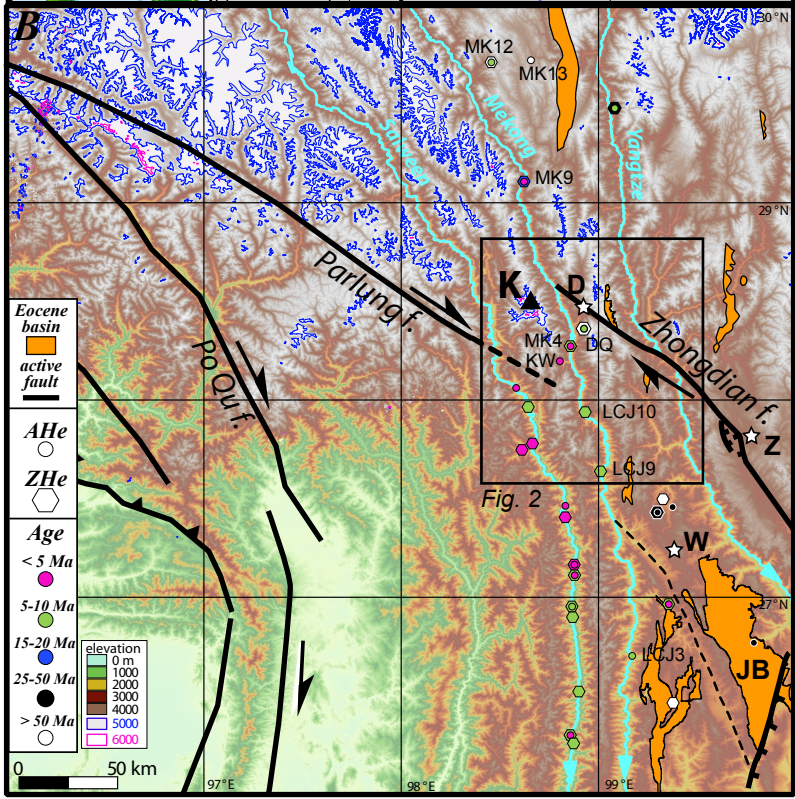 B
30°N
MK12
MK13
Mekong
Salween
Yangtze
MK9
29°N
Parlung f.
K
D
MK4
DQ
KW
Zhongdian f.
Po Qu f.
LCJ10
Z
LCJ9
Fig. 2
W
27°N
LCJ3
JB
Eocene
basin
active
fault
AHe
ZHe
Age
< 5 Ma
5-10 Ma
15-20 Ma
25-50 Ma
> 50 Ma
elevation
0 m
1000
2000
3000
4000
5000
6000
0
50 km
97°E
98°E
99°E